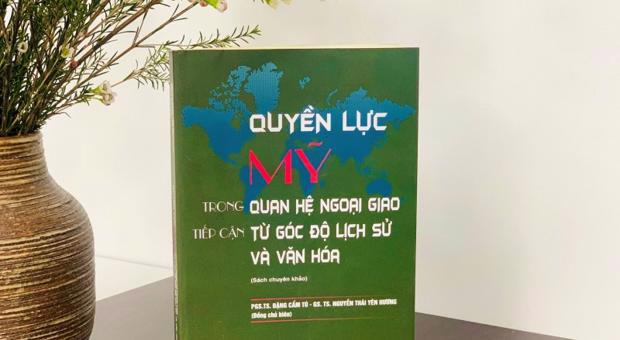 QUYỀN LỰC
MỸ
TRONG QUAN HỆ NGOẠI GIAO
TIẾP CẬN TỪ GÓC ĐỘ LỊCH SỬ
VÀ VĂN HÓA
(Sách chuyên khảo)
PGS.TS. ĐẶNG CẨM TÚ - GS. TS. NGUYỄN THÁI YÊN HƯƠNG
(Đồng chủ biên)